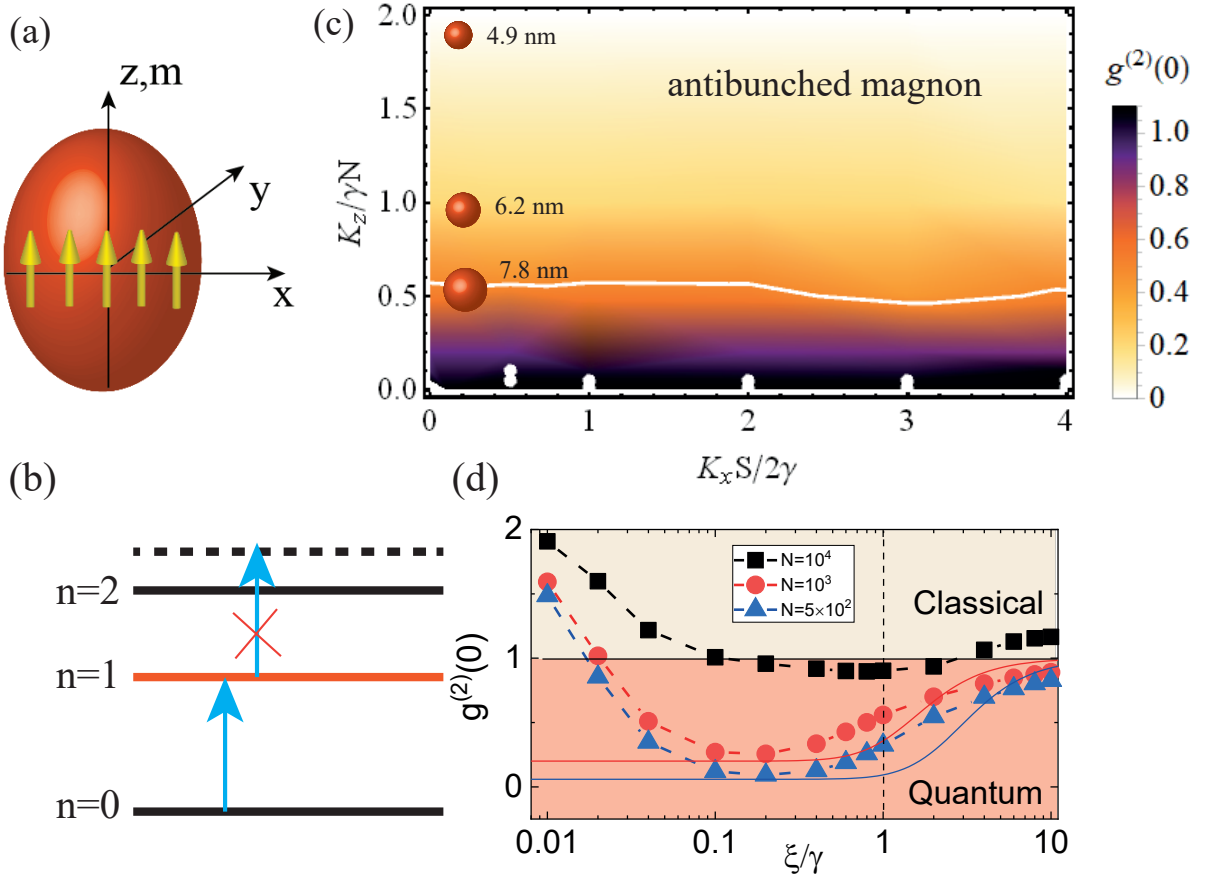 (a)
z,m
y
x
(b)
n=2
n=1
n=0
(c)
2.0
1.5
1.0
0.5
0.0
K_z/γN
4.9 nm
6.2 nm
7.8 nm
antibunched magnon
0
1
2
3
4
K_xS/2γ
g^(2)(0)
1.0
0.8
0.6
0.4
0.2
0
(d)
2
1
0
g^(2)(0)
N=10^4
N=10^3
N=5×10^2
Classical
Quantum
0.01
0.1
1
10
ξ/γ